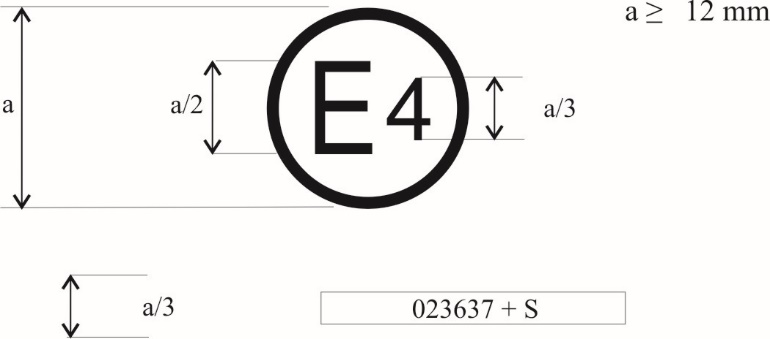 a ≥ 12 mm
a
a/2
E4
a/3
a/3
023637 + S